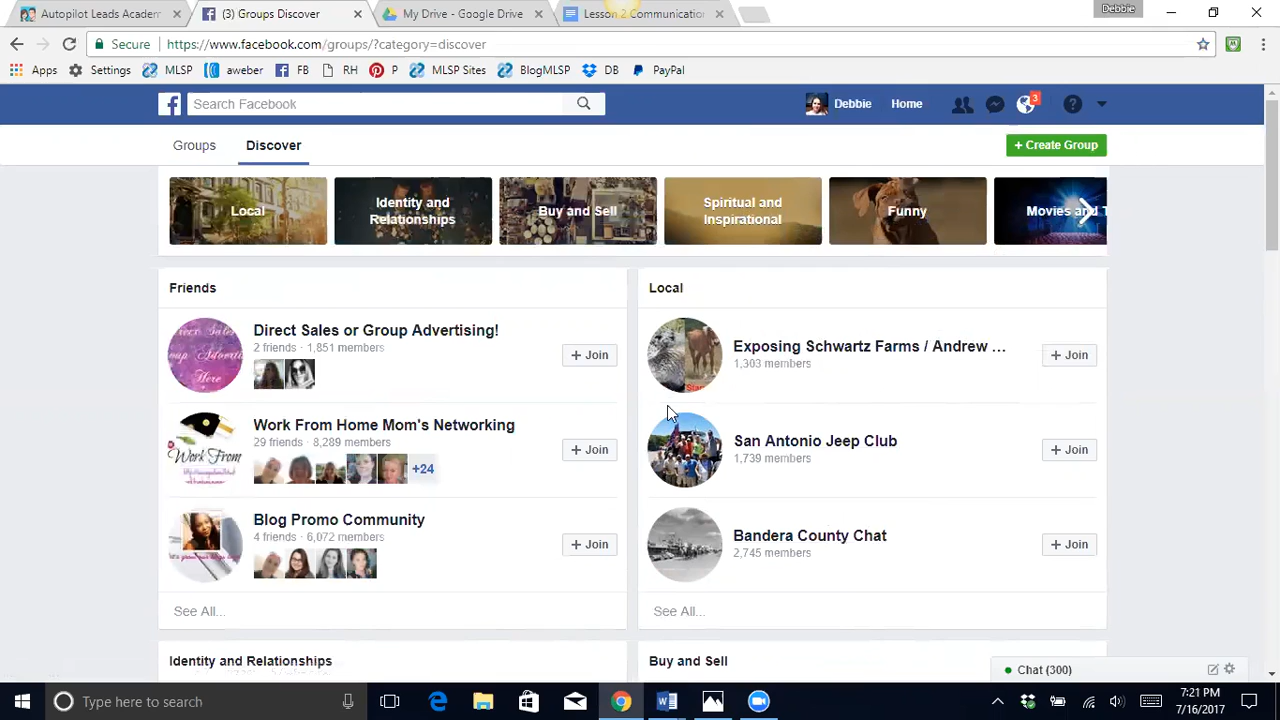 Autopilot Leads Acader
(3) Groups Discover
My Drive - Google Drive
Lesson 2 Communication
Debbie
Secure
https://www.facebook.com/groups/?category=discover
Apps
Settings
MLSP
aweber
FB
RH
P
MLSP Sites
BlogMLSP
DB
PayPal
Search Facebook
Debbie
Home
3
Groups
Discover
+ Create Group
Local
Identity and
Relationships
Buy and Sell
Spiritual and
Inspirational
Funny
Movies and T
Friends
Direct Sales or Group Advertising!
2 friends · 1,851 members
+ Join
Work From Home Mom's Networking
29 friends · 8,289 members
+24
+ Join
Blog Promo Community
4 friends · 6,072 members
+ Join
See All...
Local
Exposing Schwartz Farms / Andrew ...
1,303 members
+ Join
San Antonio Jeep Club
1,739 members
+ Join
Bandera County Chat
2,745 members
+ Join
See All...
Identity and Relationships
Buy and Sell
Chat (300)
Type here to search
7:21 PM
7/16/2017